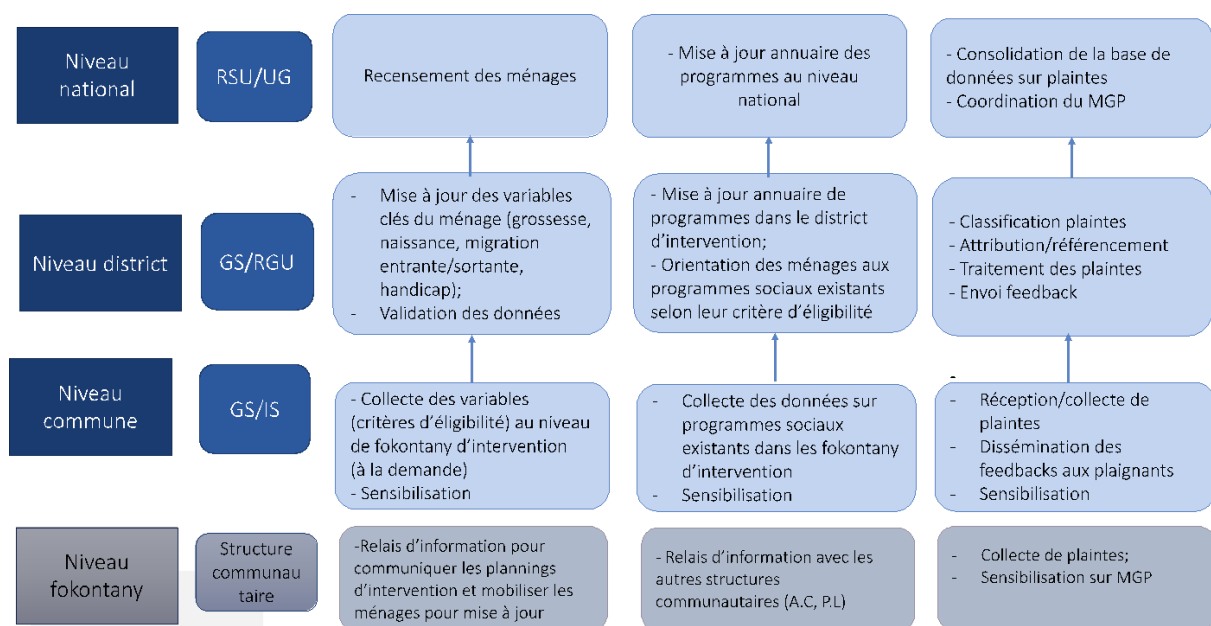 Niveau
national
RSU/UG
Recensement des ménages
- Mise à jour annuaire des
programmes au niveau
national
- Consolidation de la base de
données sur plaintes
- Coordination du MGP
Niveau district
GS/RGU
- Mise à jour des variables
clés du ménage (grossesse,
naissance, migration
entrante/sortante,
handicap);
- Validation des données
- Mise à jour annuaire de
programmes dans le district
d’intervention;
- Orientation des ménages aux
programmes sociaux existants
selon leur critère d’éligibilité
- Classification plaintes
- Attribution/référencement
- Traitement des plaintes
- Envoi feedback
Niveau
commune
GS/IS
- Collecte des variables
(critères d’éligibilité) au niveau
de fokontany d’intervention
(à la demande)
- Sensibilisation
- Collecte des données sur
programmes sociaux
existants dans les fokontany
d’intervention
- Sensibilisation
-
- Réception/collecte de
plaintes
- Dissémination des
feedbacks aux plaignants
- Sensibilisation
Niveau
fokontany
Structure
communau
taire
-Relais d’information pour
communiquer les plannings
d’intervention et mobiliser les
ménages pour mise à jour
- Relais d’information avec les
autres structures
communautaires (A.C, P.L)
- Collecte de plaintes;
- Sensibilisation sur MGP